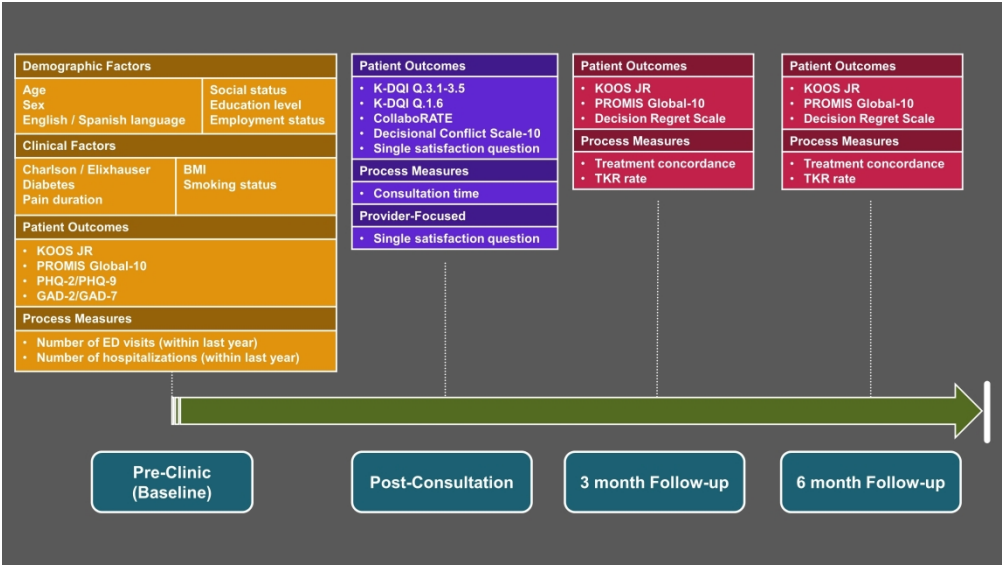 Demographic Factors
Age
Sex
English / Spanish language
Social status
Education level
Employment status
Clinical Factors
Charlson / Elixhauser
Diabetes
Pain duration
BMI
Smoking status
Patient Outcomes
• KOOS JR
• PROMIS Global-10
• PHQ-2/PHQ-9
• GAD-2/GAD-7
Process Measures
• Number of ED visits (within last year)
• Number of hospitalizations (within last year)
Patient Outcomes
• K-DQI Q.3.1-3.5
• K-DQI Q.1.6
• CollaboRATE
• Decisional Conflict Scale-10
• Single satisfaction question
Process Measures
• Consultation time
Provider-Focused
• Single satisfaction question
Patient Outcomes
• KOOS JR
• PROMIS Global-10
• Decision Regret Scale
Process Measures
• Treatment concordance
• TKR rate
Patient Outcomes
• KOOS JR
• PROMIS Global-10
• Decision Regret Scale
Process Measures
• Treatment concordance
• TKR rate
Pre-Clinic
(Baseline)
Post-Consultation
3 month Follow-up
6 month Follow-up